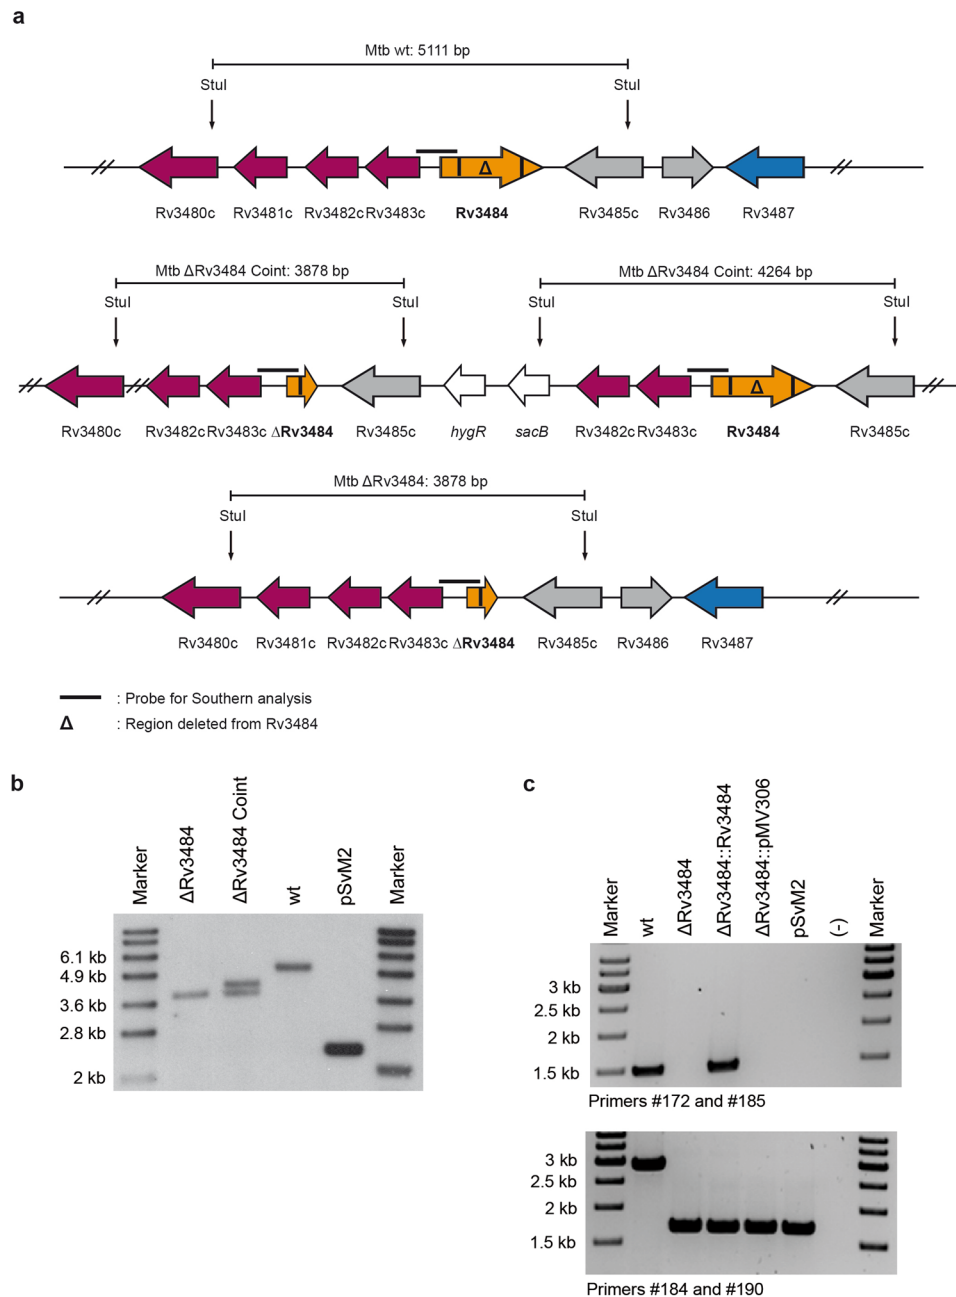 a
Mtb wt: 5111 bp
StuI StuI
Δ
Rv3480c Rv3481c Rv3482c Rv3483c Rv3484 Rv3485c Rv3486 Rv3487
Mtb ΔRv3484 Coint: 3878 bp Mtb ΔRv3484 Coint: 4264 bp
StuI StuI StuI StuI
Δ
Rv3480c Rv3482c Rv3483c ΔRv3484 Rv3485c hygR sacB Rv3482c Rv3483c Rv3484 Rv3485c
Mtb ΔRv3484: 3878 bp
StuI StuI
Rv3480c Rv3481c Rv3482c Rv3483c ΔRv3484 Rv3485c Rv3486 Rv3487
: Probe for Southern analysis
Δ : Region deleted from Rv3484
b
Marker ΔRv3484 ΔRv3484 Coint wt pSvM2 Marker
6.1 kb
4.9 kb
3.6 kb
2.8 kb
2 kb
c
Marker wt ΔRv3484 ΔRv3484::Rv3484 ΔRv3484::pMV306 pSvM2 (-) Marker
3 kb
2.5 kb
2 kb
1.5 kb
Primers #172 and #185
3 kb
2.5 kb
2 kb
1.5 kb
Primers #184 and #190